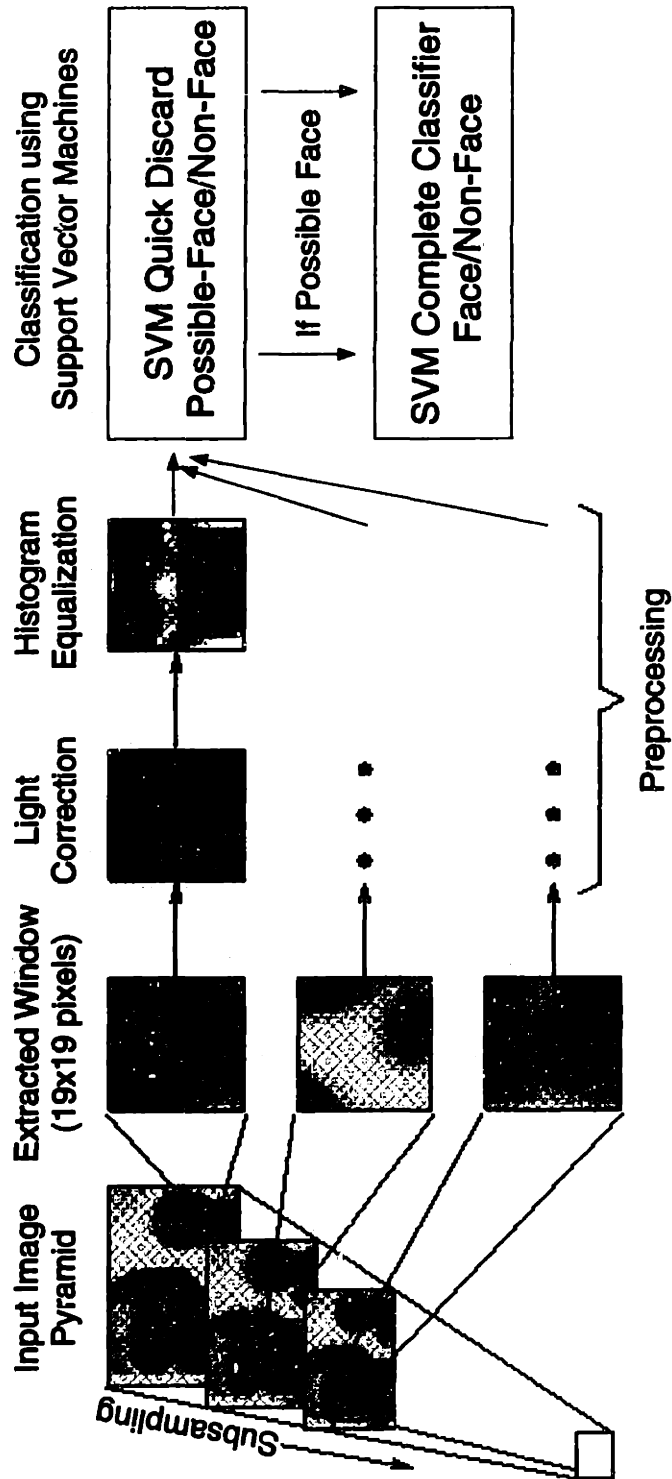 Input Image
Pyramid
Extracted Window
(19x19 pixels)
Light
Correction
Histogram
Equalization
Classification using
Support Vector Machines
Subsampling
SVM Quick Discard
Possible-Face/Non-Face
If Possible Face
SVM Complete Classifier
Face/Non-Face
Preprocessing